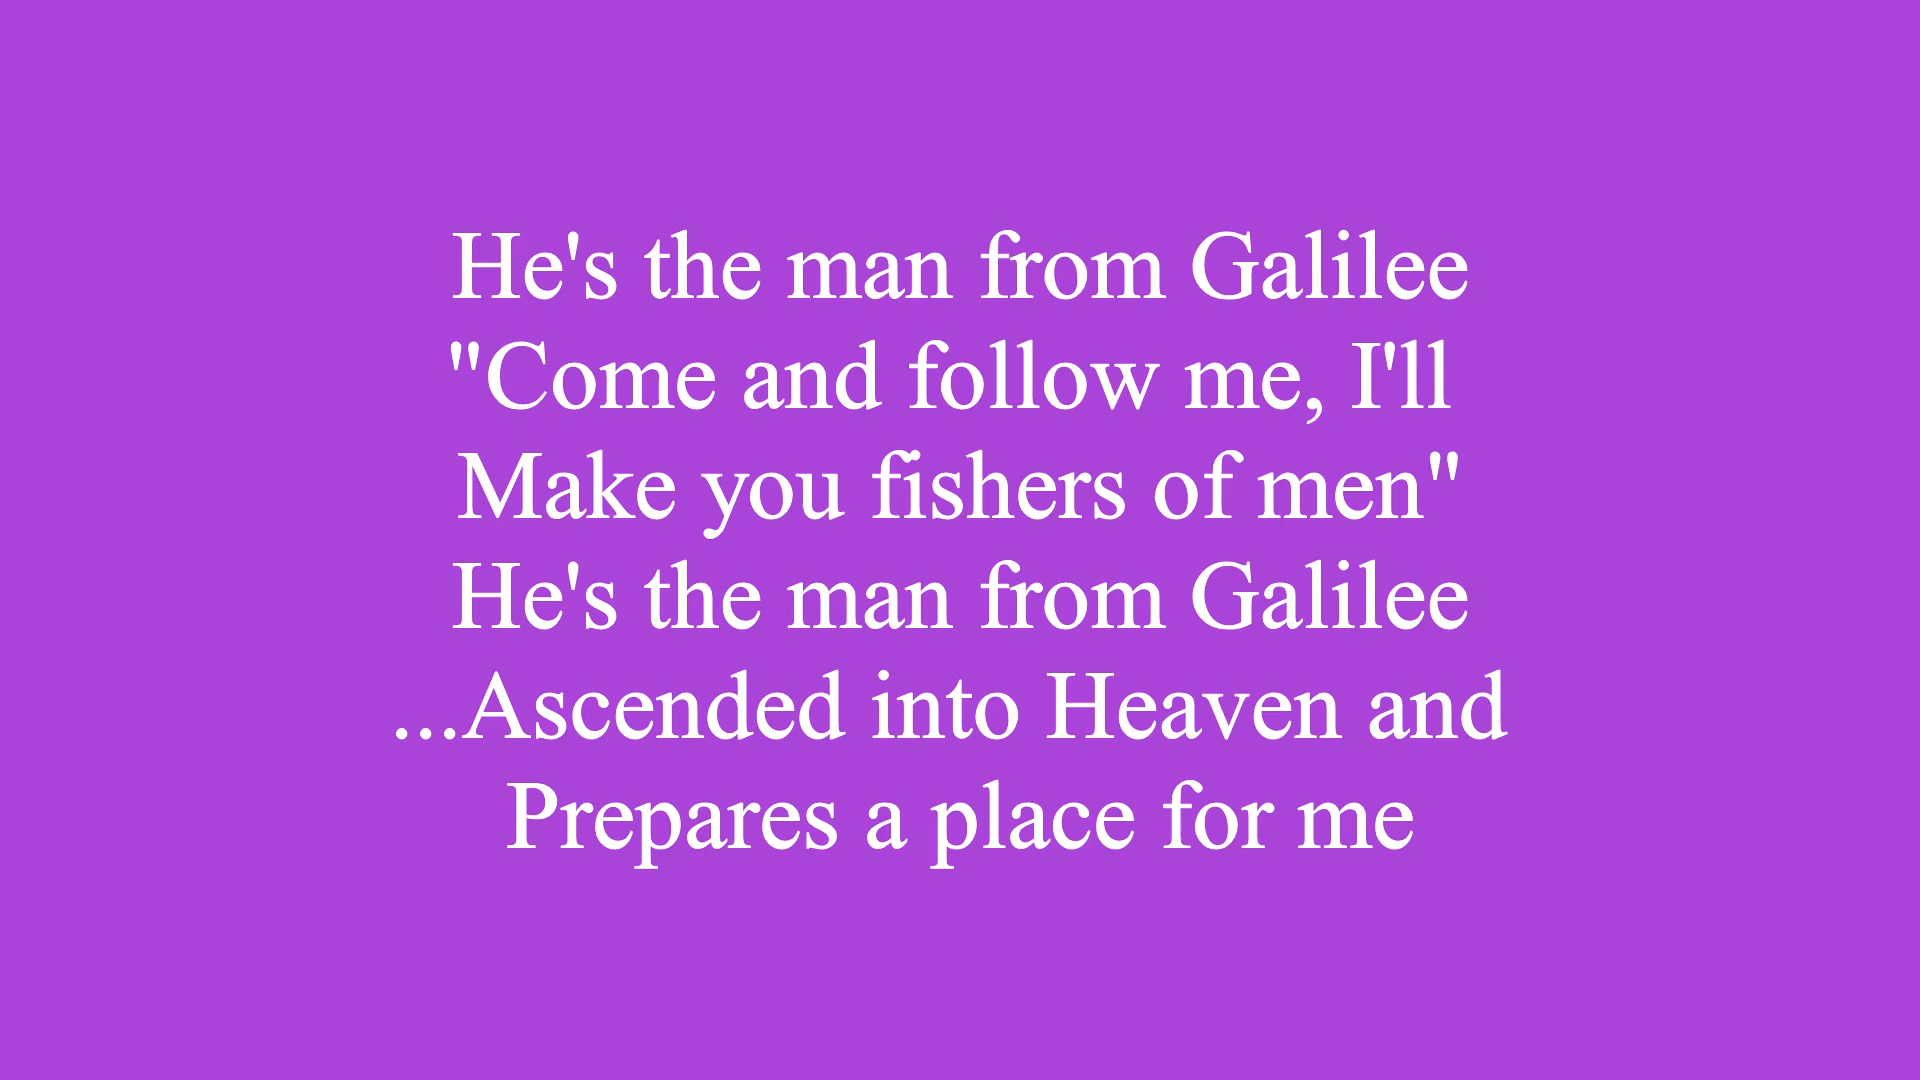 He's the man from Galilee
"Come and follow me, I'll
Make you fishers of men"
He's the man from Galilee
...Ascended into Heaven and
Prepares a place for me